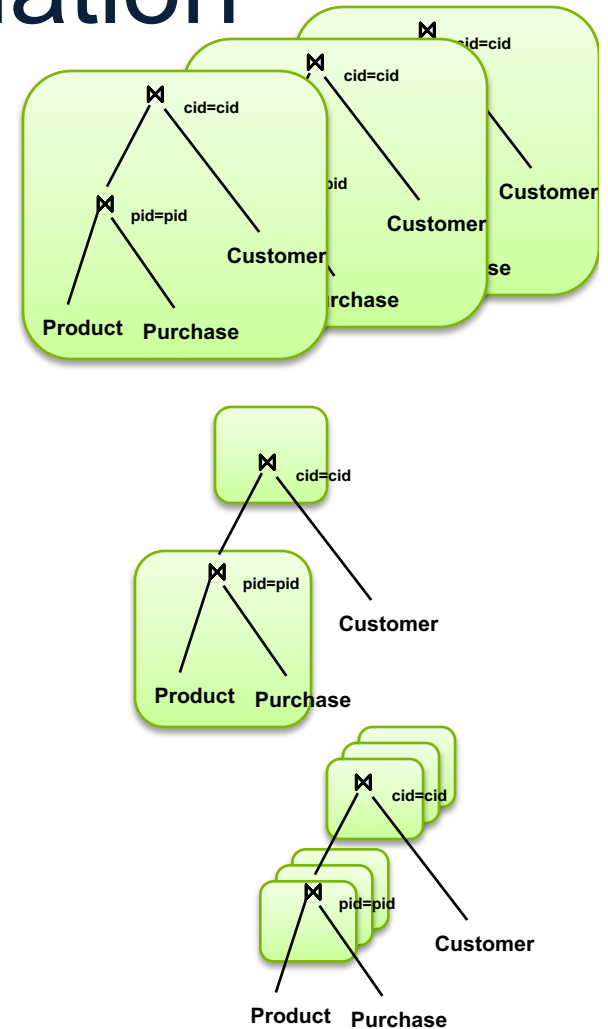 lation
cid=cid
cid=cid
cid=cid
pid=pid
pid
Customer
Customer
Customer
se
rchase
Product Purchase
cid=cid
pid=pid
Customer
Product Purchase
cid=cid
pid=pid
Customer
Product Purchase